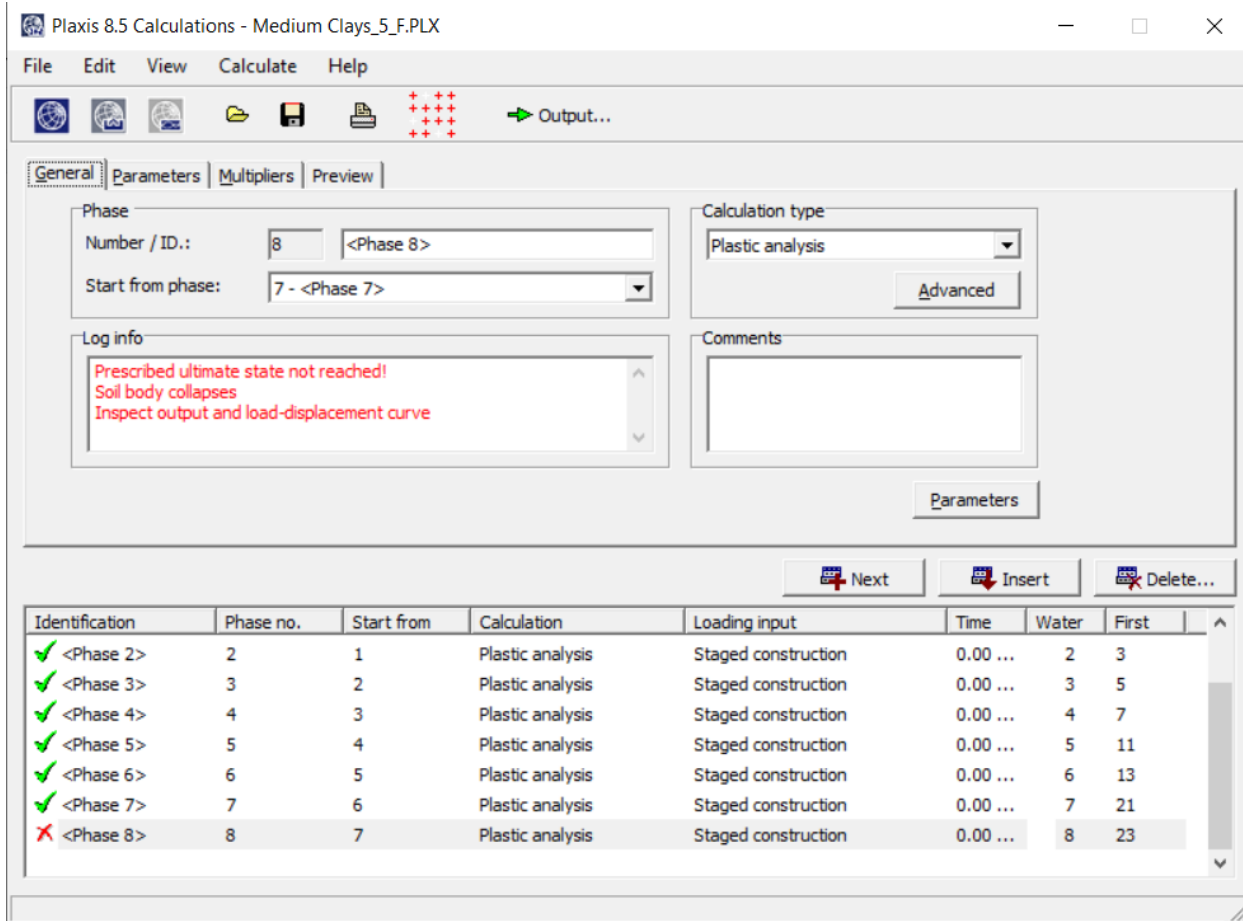 Plaxis 8.5 Calculations - Medium Clays_5_F.PLX
File Edit View Calculate Help
Output...
General Parameters Multipliers Preview
Phase
Number / ID.: 8 <Phase 8>
Start from phase: 7 - <Phase 7>
Calculation type
Plastic analysis
Advanced
Log info
Prescribed ultimate state not reached!
Soil body collapses
Inspect output and load-displacement curve
Comments
Parameters
Next Insert Delete...
Identification Phase no. Start from Calculation Loading input Time Water First
<Phase 2> 2 1 Plastic analysis Staged construction 0.00 ... 2 3
<Phase 3> 3 2 Plastic analysis Staged construction 0.00 ... 3 5
<Phase 4> 4 3 Plastic analysis Staged construction 0.00 ... 4 7
<Phase 5> 5 4 Plastic analysis Staged construction 0.00 ... 5 11
<Phase 6> 6 5 Plastic analysis Staged construction 0.00 ... 6 13
<Phase 7> 7 6 Plastic analysis Staged construction 0.00 ... 7 21
<Phase 8> 8 7 Plastic analysis Staged construction 0.00 ... 8 23